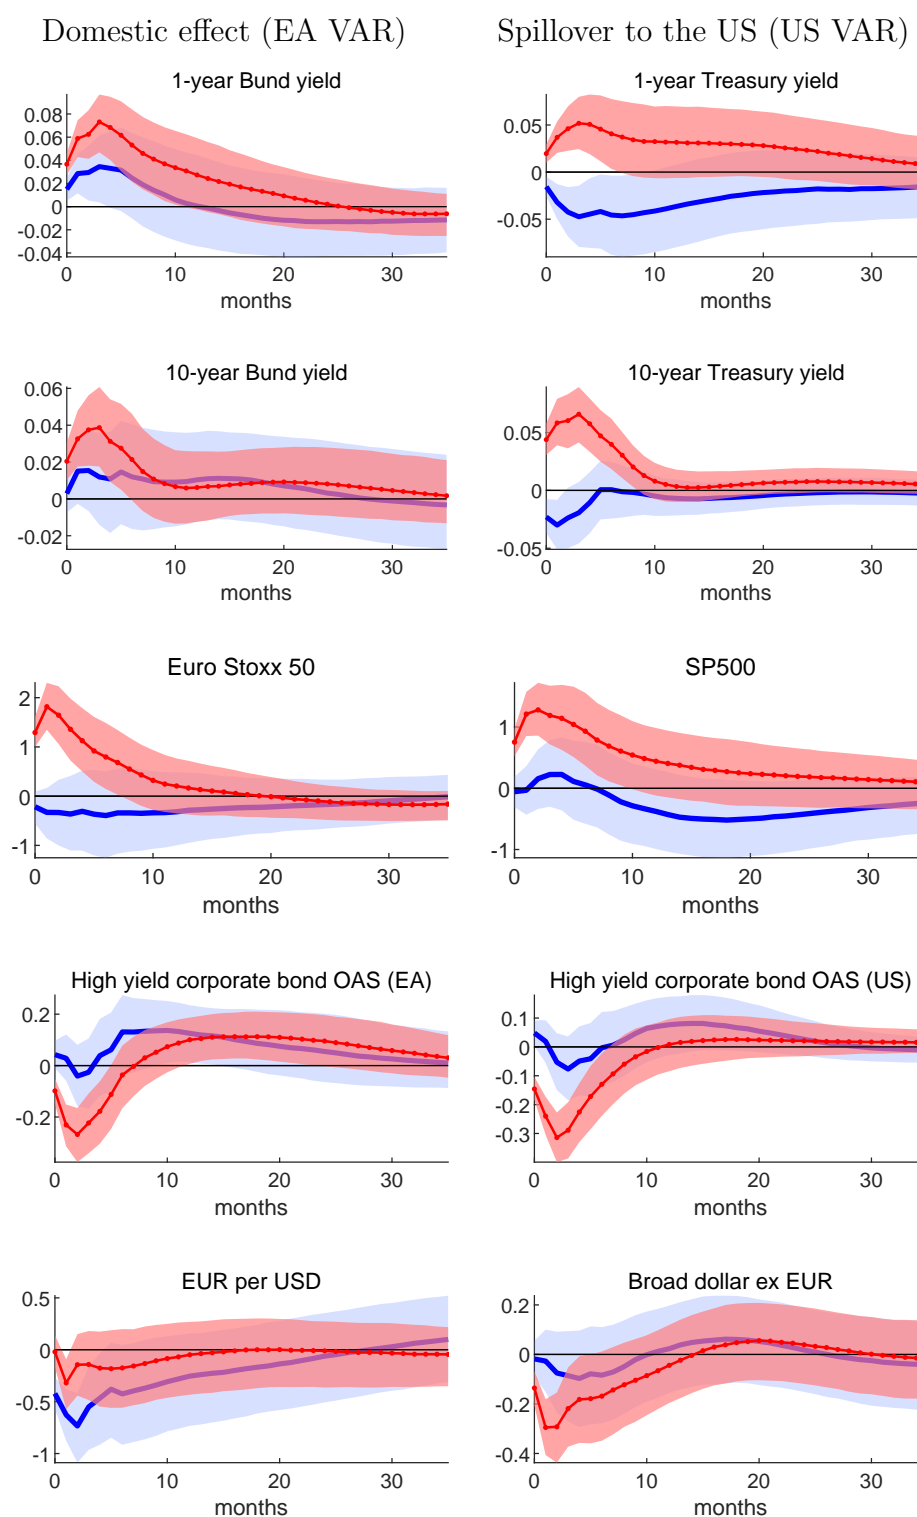 Domestic effect (EA VAR)
Spillover to the US (US VAR)
1-year Bund yield
0.08
0.06
0.04
0.02
0
-0.02
-0.04
0 10 20 30
months
1-year Treasury yield
0.05
0
-0.05
0 10 20 30
months
10-year Bund yield
0.06
0.04
0.02
0
-0.02
0 10 20 30
months
10-year Treasury yield
0.05
0
-0.05
0 10 20 30
months
Euro Stoxx 50
2
1
0
-1
0 10 20 30
months
SP500
1
0
-1
0 10 20 30
months
High yield corporate bond OAS (EA)
0.2
0
-0.2
0 10 20 30
months
High yield corporate bond OAS (US)
0.1
0
-0.1
-0.2
-0.3
0 10 20 30
months
EUR per USD
0.5
0
-0.5
-1
0 10 20 30
months
Broad dollar ex EUR
0.2
0
-0.2
-0.4
0 10 20 30
months